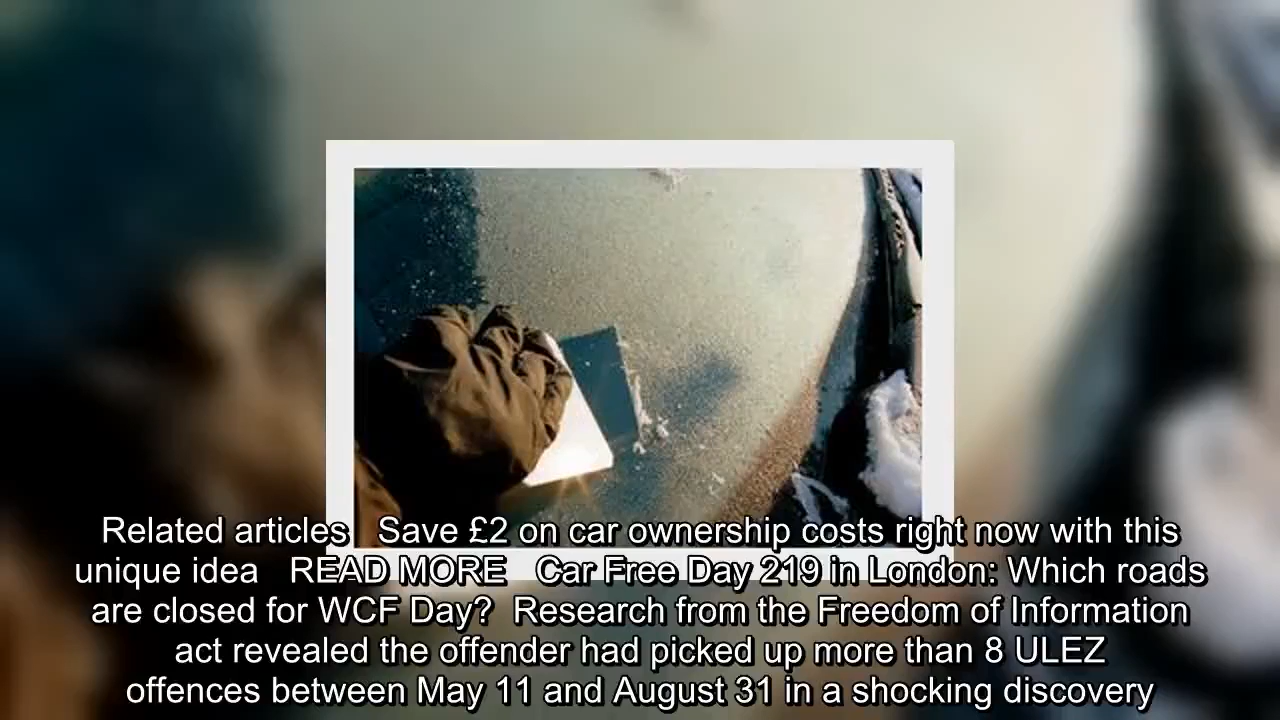 Related articles   Save £2 on car ownership costs right now with this
unique idea   READ MORE   Car Free Day 219 in London: Which roads
are closed for WCF Day?  Research from the Freedom of Information
act revealed the offender had picked up more than 8 ULEZ
offences between May 11 and August 31 in a shocking discovery